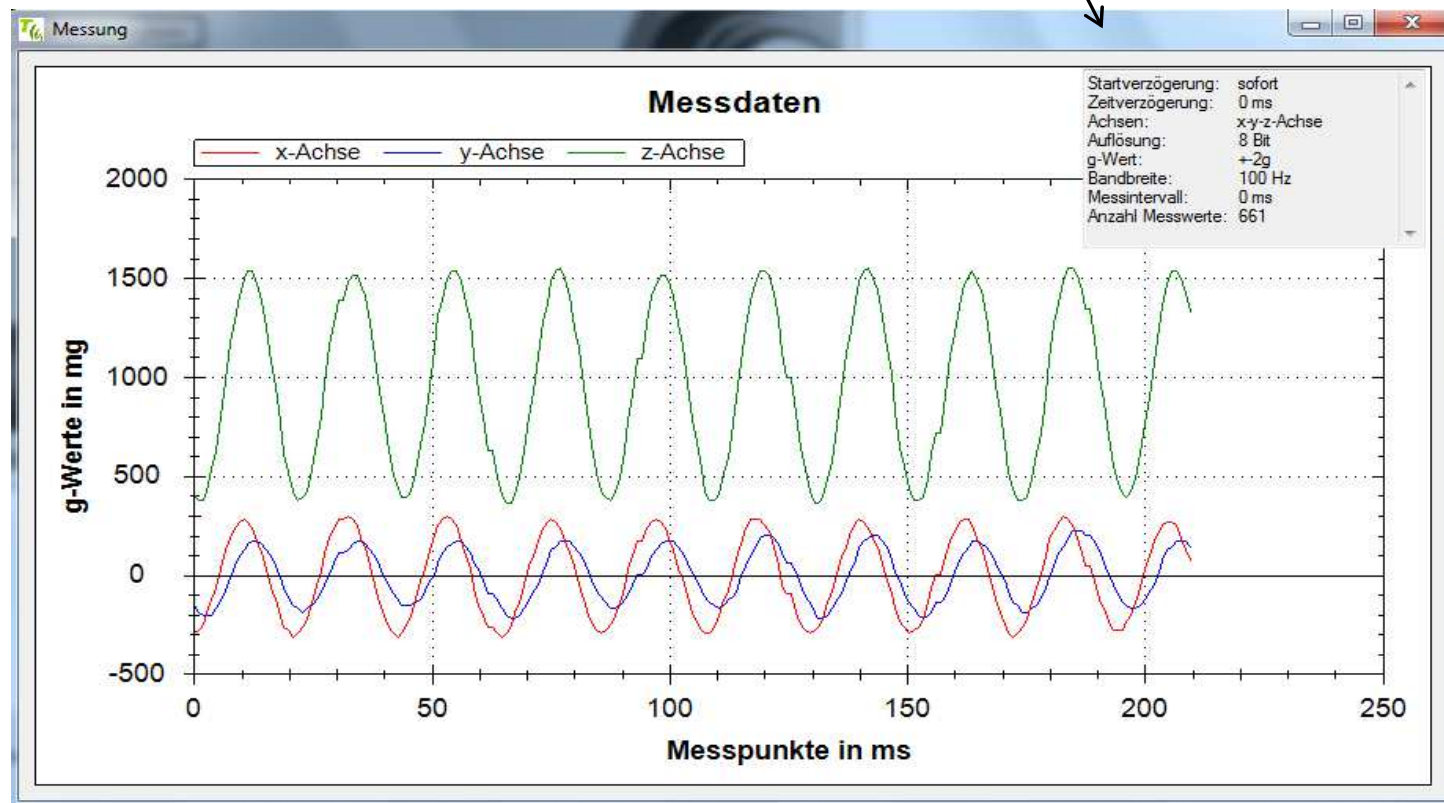 Messung
Messdaten
Startverzögerung: sofort
Zeitverzögerung: 0 ms
Achsen: x-y-z-Achse
Auflösung: 8 Bit
g-Wert: +-2g
Bandbreite: 100 Hz
Messintervall: 0 ms
Anzahl Messwerte: 661
x-Achse y-Achse z-Achse
2000
1500
1000
500
0
-500
g-Werte in mg
0 50 100 150 200 250
Messpunkte in ms